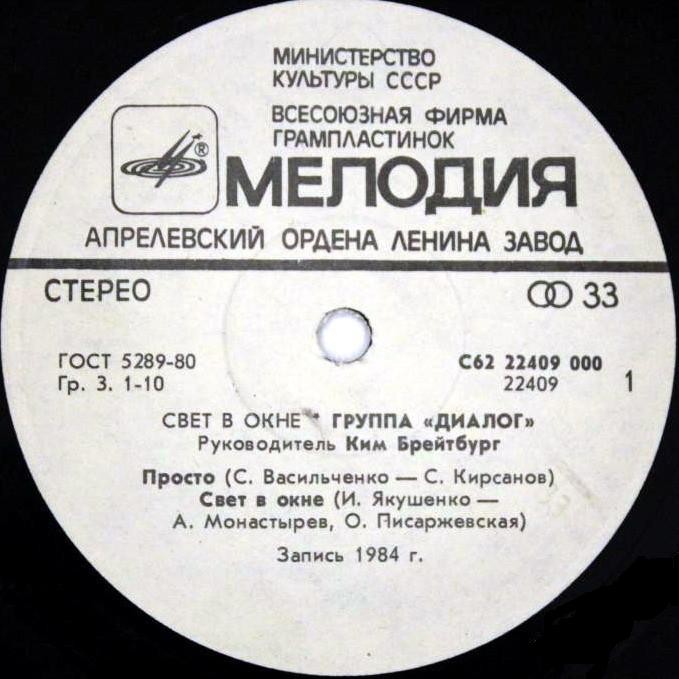 МИНИСТЕРСТВО
КУЛЬТУРЫ СССР
ВСЕСОЮЗНАЯ ФИРМА
ГРАМПЛАСТИНОК
®
МЕЛОДИЯ
АПРЕЛЕВСКИЙ ОРДЕНА ЛЕНИНА ЗАВОД
СТЕРЕО
33
ГОСТ 5289-80
Гр. 3. 1-10
С62 22409 000
22409
1
СВЕТ В ОКНЕ * ГРУППА «ДИАЛОГ»
Руководитель Ким Брейтбург
Просто (С. Васильченко — С. Кирсанов)
Свет в окне (И. Якушенко —
А. Монастырев, О. Писаржевская)
Запись 1984 г.